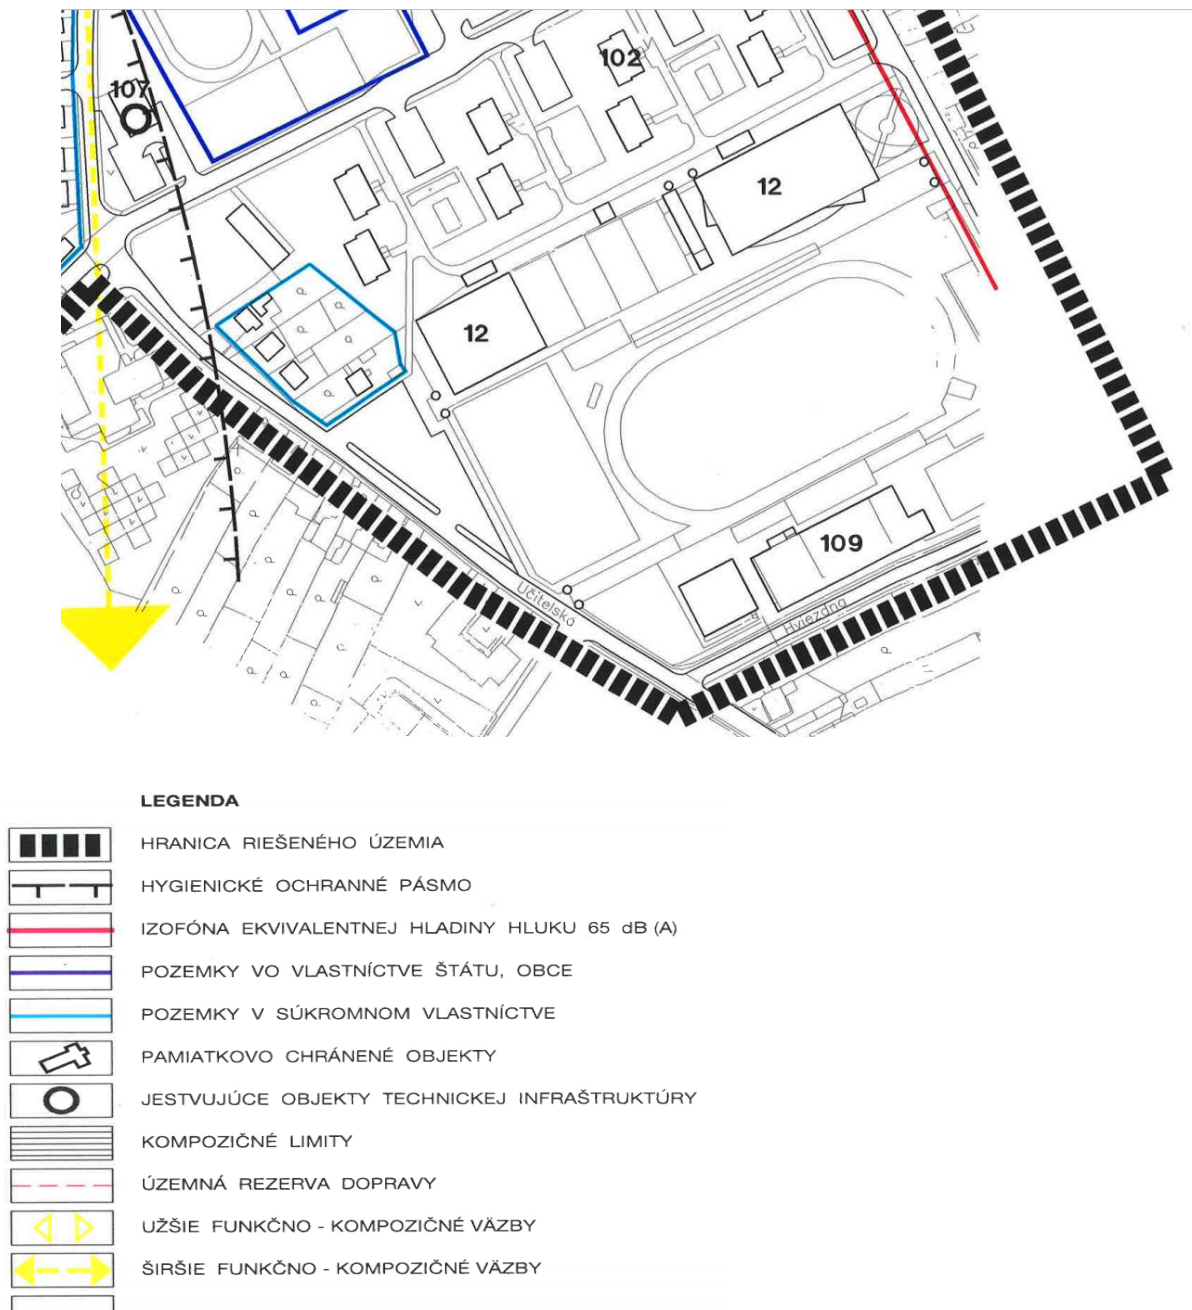 102
107
12
12
109
Učitelská
Hviezdna
LEGENDA
HRANICA RIEŠENÉHO ÚZEMIA
HYGIENICKÉ OCHRANNÉ PÁSMO
IZOFÓNA EKVIVALENTNEJ HLADINY HLUKU 65 dB (A)
POZEMKY VO VLASTNÍCTVE ŠTÁTU, OBCE
POZEMKY V SÚKROMNOM VLASTNÍCTVE
PAMIATKOVO CHRÁNENÉ OBJEKTY
JESTVUJÚCE OBJEKTY TECHNICKEJ INFRAŠTRUKTÚRY
KOMPOZIČNÉ LIMITY
ÚZEMNÁ REZERVA DOPRAVY
UŽŠIE FUNKČNO - KOMPOZIČNÉ VÄZBY
ŠIRŠIE FUNKČNO - KOMPOZIČNÉ VÄZBY